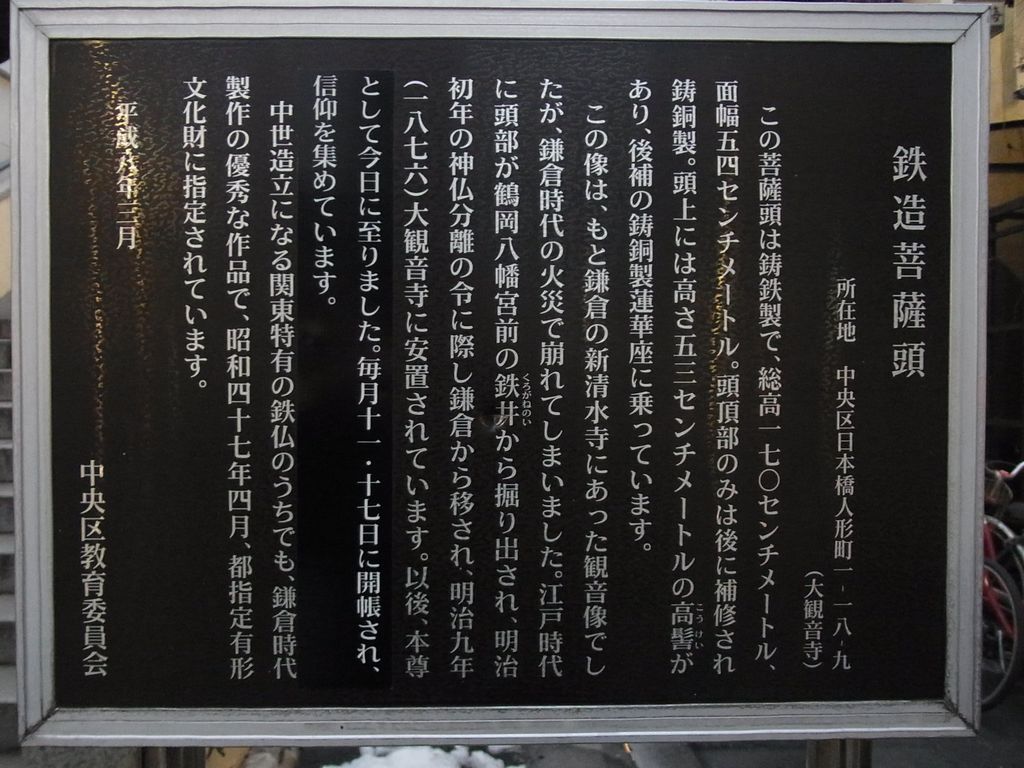 鉄造菩薩頭
所在地　中央区日本橋人形町一-一八-九
（大観音寺）
この菩薩頭は鋳鉄製で、総高一七〇センチメートル、
面幅五四センチメートル。頭頂部のみは後に補修され
鋳銅製。頭上には高さ五三センチメートルの高髻が
こうけい
あり、後補の鋳銅製蓮華座に乗っています。
この像は、もと鎌倉の新清水寺にあった観音像でし
たが、鎌倉時代の火災で崩れてしまいました。江戸時代
に頭部が鶴岡八幡宮前の鉄井から掘り出され、明治
くろがねのい
初年の神仏分離の令に際し鎌倉から移され、明治九年
（一八七六）大観音寺に安置されています。以後、本尊
として今日に至りました。毎月十一・十七日に開帳され、
信仰を集めています。
中世造立になる関東特有の鉄仏のうちでも、鎌倉時代
製作の優秀な作品で、昭和四十七年四月、都指定有形
文化財に指定されています。
平成八年三月
中央区教育委員会